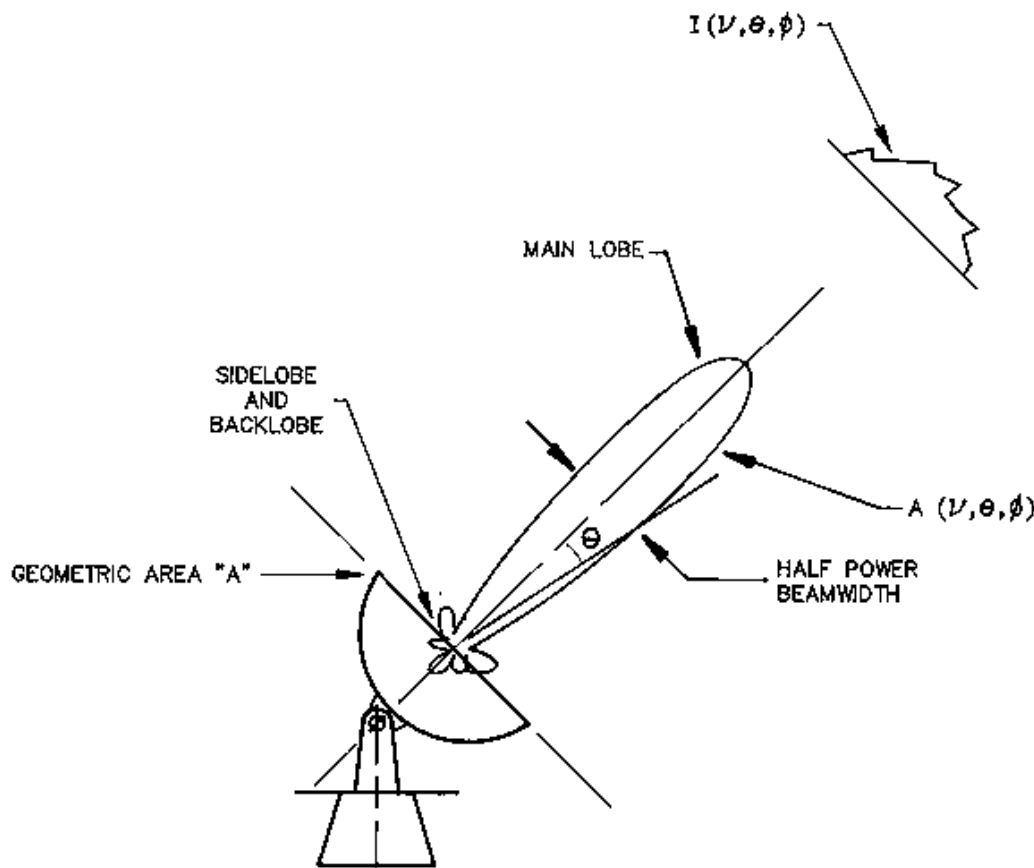 I(ν,θ,ϕ)
MAIN LOBE
SIDELOBE
AND
BACKLOBE
A (ν,θ,ϕ)
θ
GEOMETRIC AREA "A"
HALF POWER
BEAMWIDTH